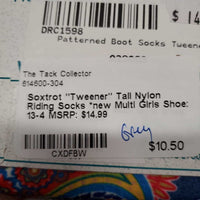 $ 14
DRC1598
Patterned Boot Socks Tweene
The Tack Collector
614600-304
Soxtrot "Tweener" Tall Nylon
Riding Socks *new Multi Girls Shoe:
13-4 MSRP: $14.99
Grey
CXDFBW
$10.50